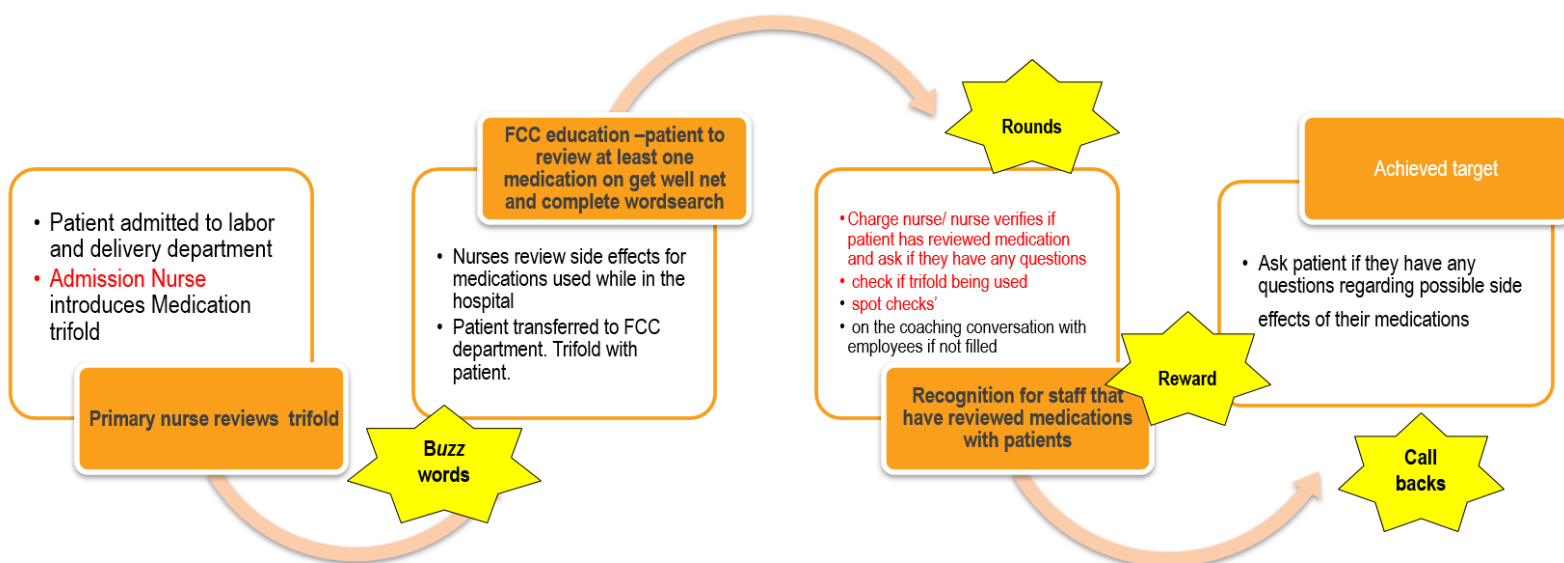 • Patient admitted to labor
and delivery department
• Admission Nurse
introduces Medication
trifold
Primary nurse reviews trifold
Buzz
words
FCC education –patient to
review at least one
medication on get well net
and complete wordsearch
• Nurses review side effects for
medications used while in the
hospital
• Patient transferred to FCC
department. Trifold with
patient.
Rounds
• Charge nurse/ nurse verifies if
patient has reviewed medication
and ask if they have any questions
• check if trifold being used
• spot checks’
• on the coaching conversation with
employees if not filled
Recognition for staff that
have reviewed medications
with patients
Reward
Achieved target
• Ask patient if they have any
questions regarding possible side
effects of their medications
Call
backs